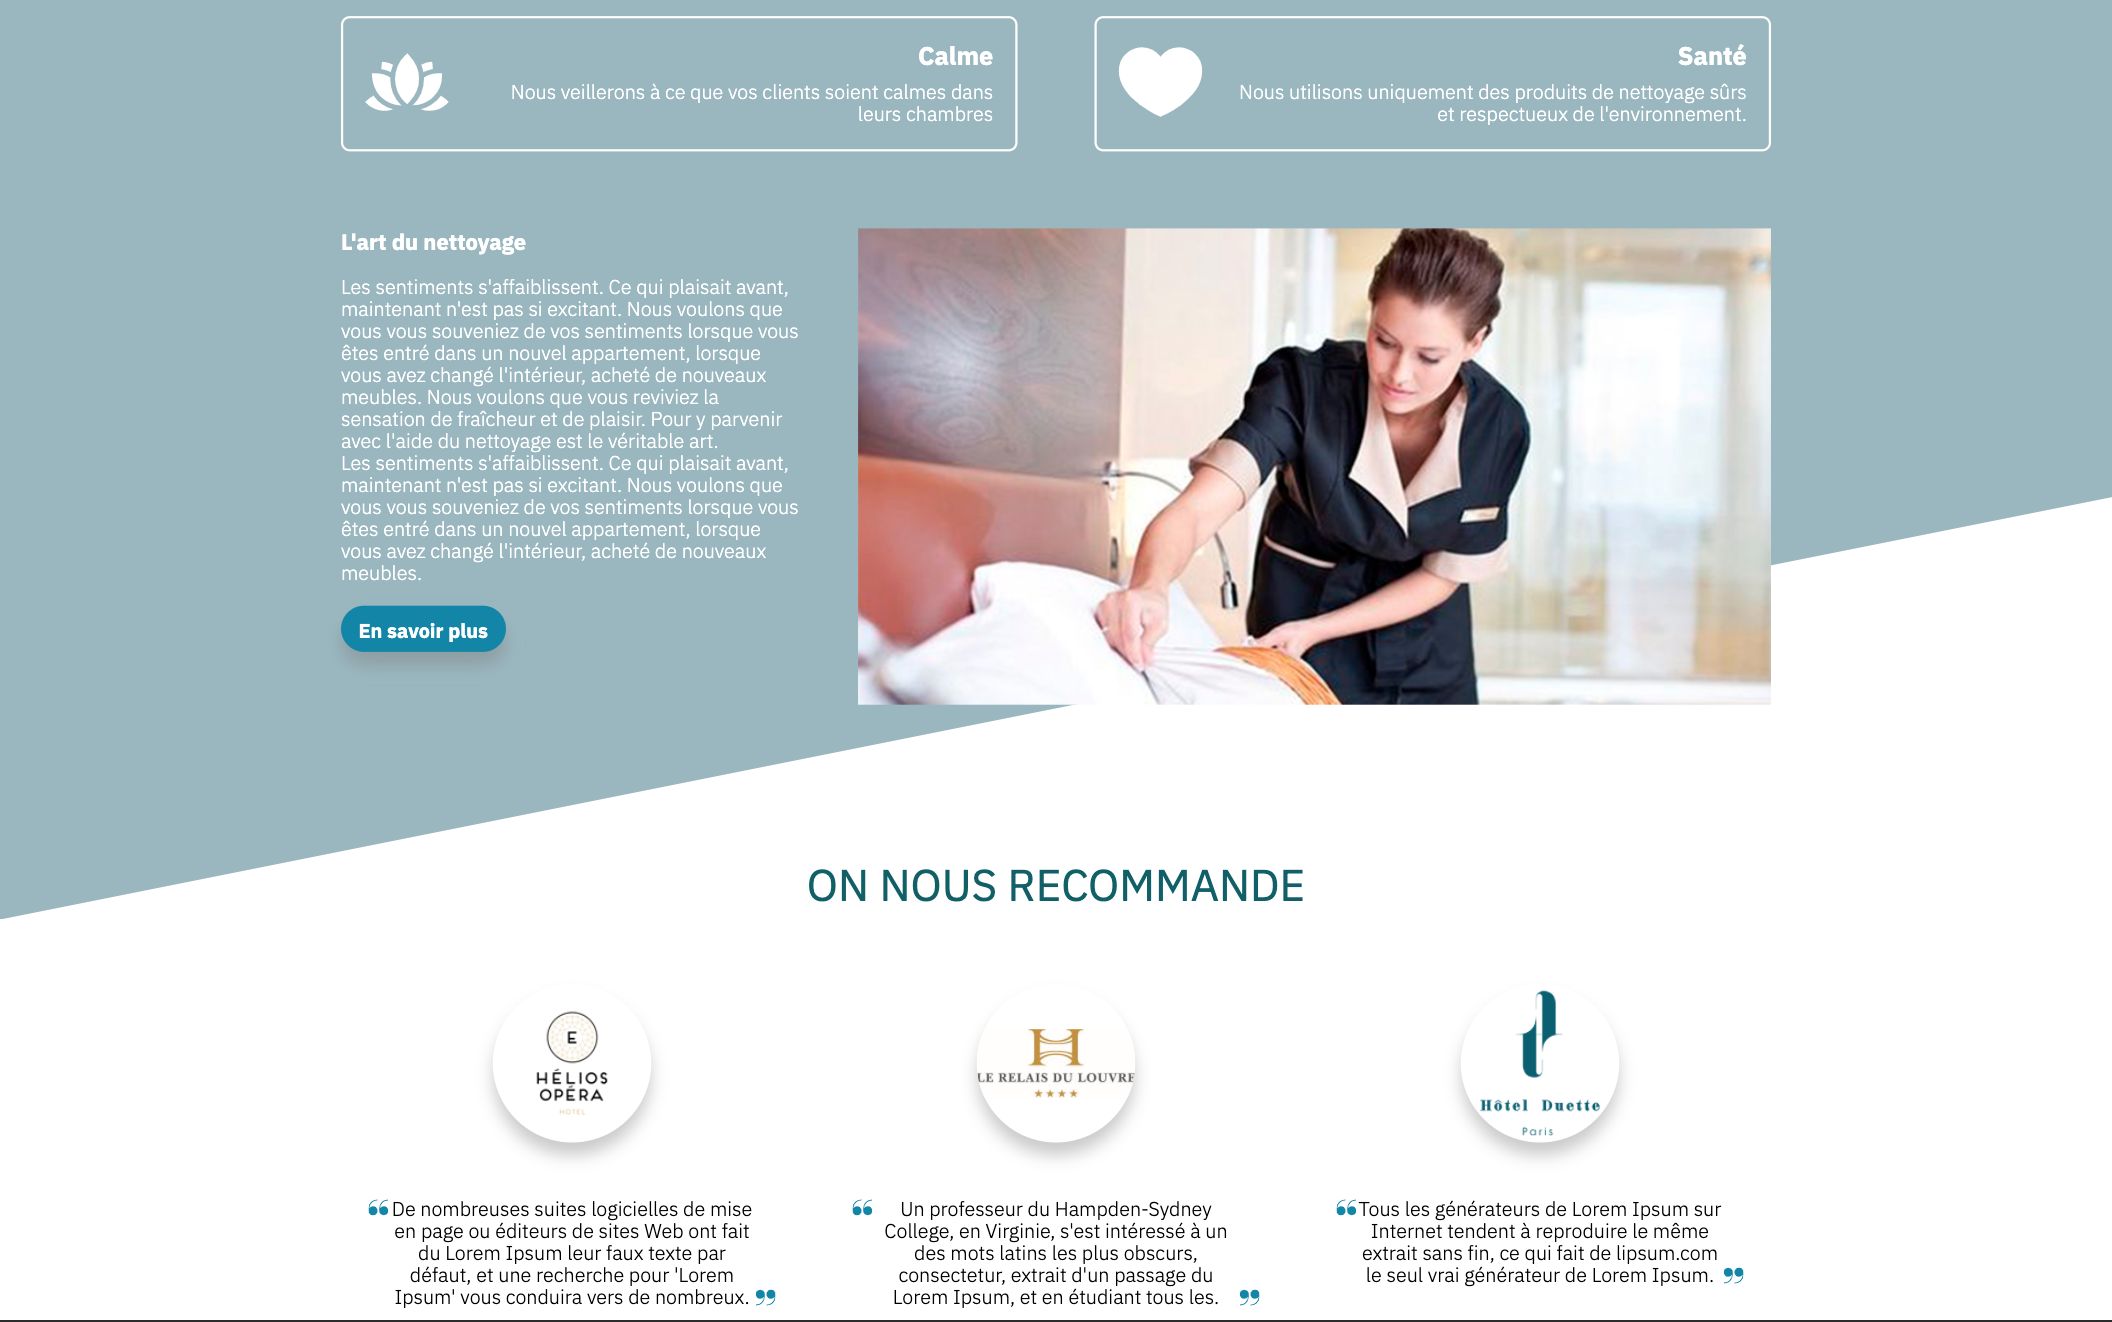 Calme
Nous veillerons à ce que vos clients soient calmes dans
leurs chambres
Santé
Nous utilisons uniquement des produits de nettoyage sûrs
et respectueux de l'environnement.
L'art du nettoyage
Les sentiments s'affaiblissent. Ce qui plaisait avant,
maintenant n'est pas si excitant. Nous voulons que
vous vous souveniez de vos sentiments lorsque vous
êtes entré dans un nouvel appartement, lorsque
vous avez changé l'intérieur, acheté de nouveaux
meubles. Nous voulons que vous reviviez la
sensation de fraîcheur et de plaisir. Pour y parvenir
avec l'aide du nettoyage est le véritable art.
Les sentiments s'affaiblissent. Ce qui plaisait avant,
maintenant n'est pas si excitant. Nous voulons que
vous vous souveniez de vos sentiments lorsque vous
êtes entré dans un nouvel appartement, lorsque
vous avez changé l'intérieur, acheté de nouveaux
meubles.
En savoir plus
ON NOUS RECOMMANDE
E
HÉLIOS
OPÉRA
HOTEL
H
LE RELAIS DU LOUVRE
Hôtel Duette
Paris
❝ De nombreuses suites logicielles de mise
en page ou éditeurs de sites Web ont fait
du Lorem Ipsum leur faux texte par
défaut, et une recherche pour 'Lorem
Ipsum' vous conduira vers de nombreux. ❞
❝ Un professeur du Hampden-Sydney
College, en Virginie, s'est intéressé à un
des mots latins les plus obscurs,
consectetur, extrait d'un passage du
Lorem Ipsum, et en étudiant tous les. ❞
❝ Tous les générateurs de Lorem Ipsum sur
Internet tendent à reproduire le même
extrait sans fin, ce qui fait de lipsum.com
le seul vrai générateur de Lorem Ipsum. ❞